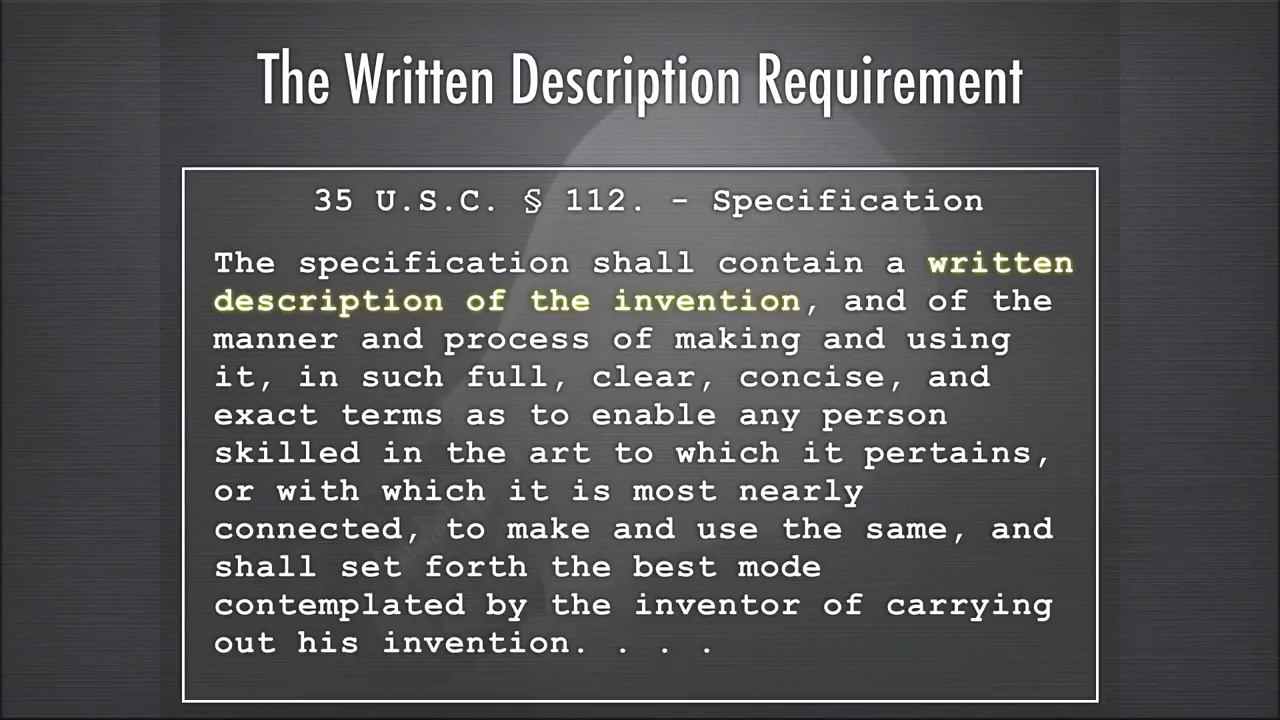 The Written Description Requirement
35 U.S.C. § 112. - Specification
The specification shall contain a written
description of the invention, and of the
manner and process of making and using
it, in such full, clear, concise, and
exact terms as to enable any person
skilled in the art to which it pertains,
or with which it is most nearly
connected, to make and use the same, and
shall set forth the best mode
contemplated by the inventor of carrying
out his invention. . . .